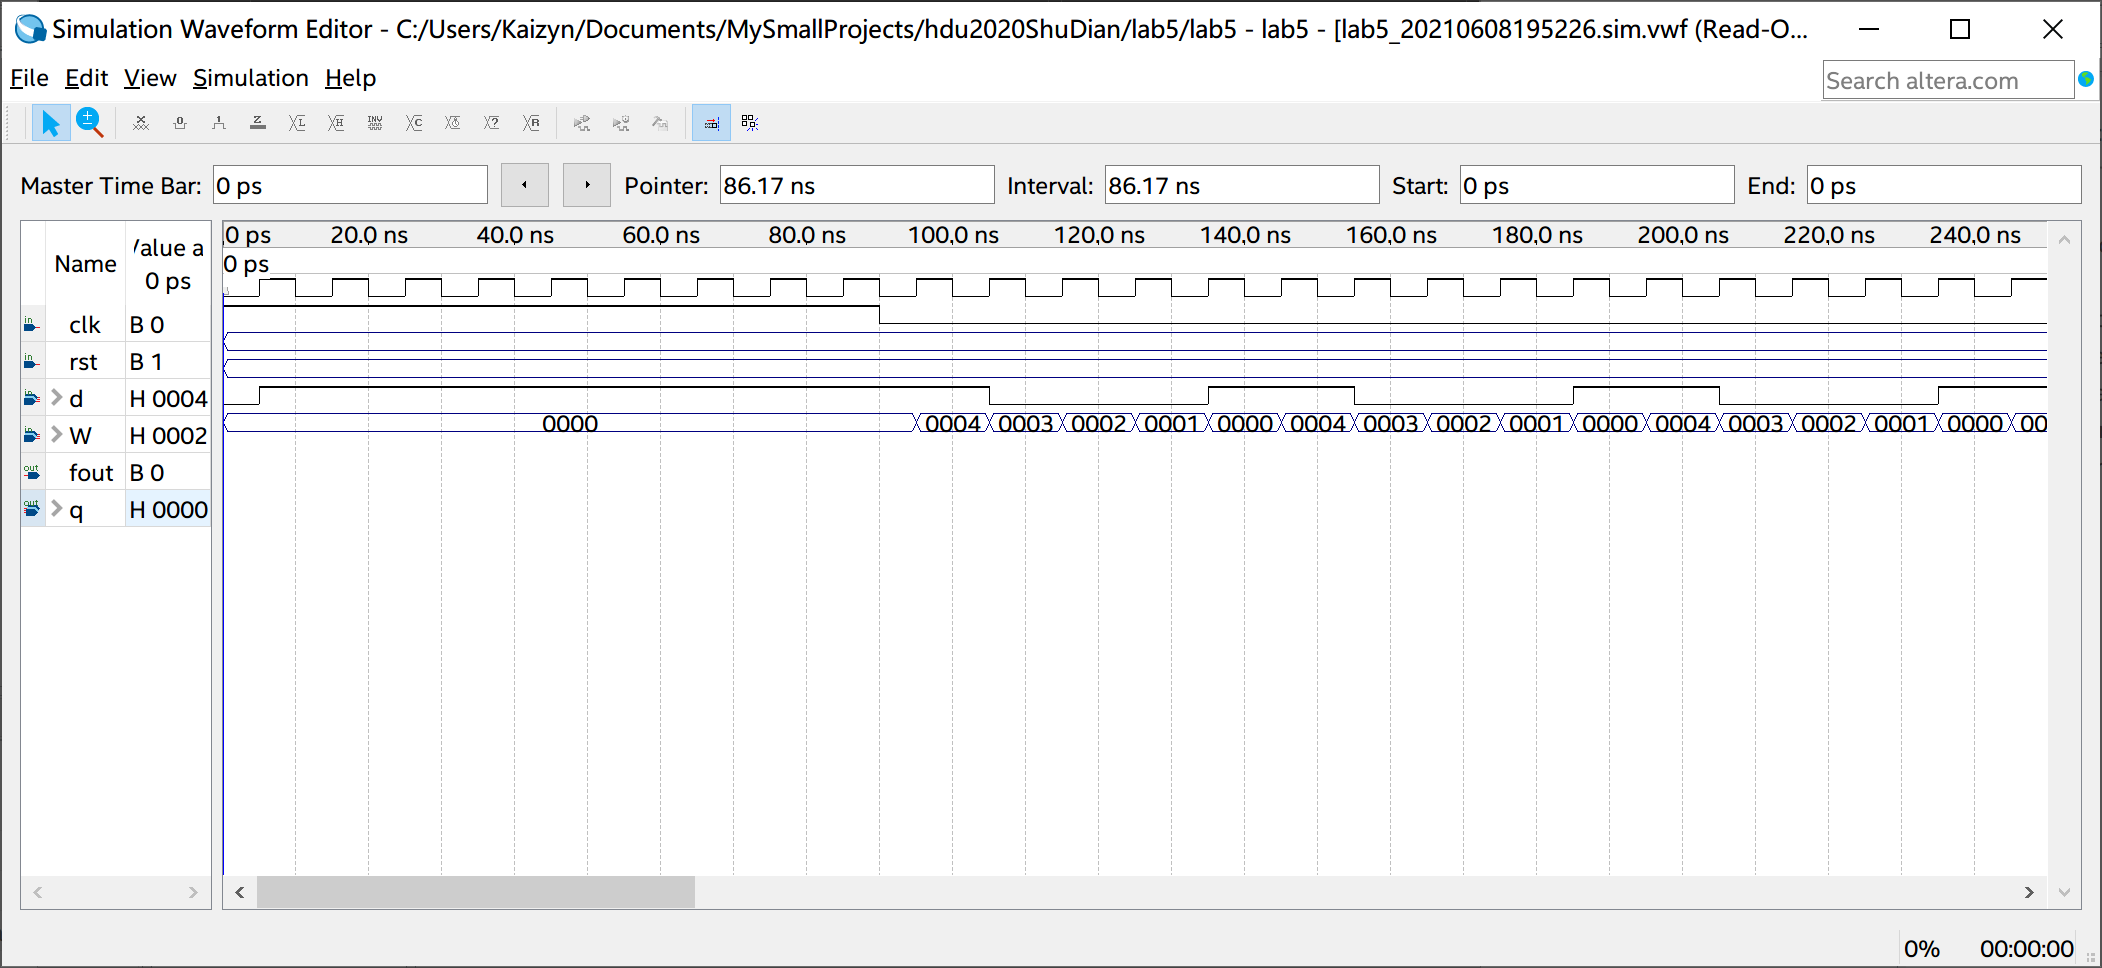 Simulation Waveform Editor - C:/Users/Kaizyn/Documents/MySmallProjects/hdu2020ShuDian/lab5/lab5 - lab5 - [lab5_20210608195226.sim.vwf (Read-O...
File Edit View Simulation Help
Search altera.com
Master Time Bar: 0 ps Pointer: 86.17 ns Interval: 86.17 ns Start: 0 ps End: 0 ps
0 ps 20.0 ns 40.0 ns 60.0 ns 80.0 ns 100.0 ns 120.0 ns 140.0 ns 160.0 ns 180.0 ns 200.0 ns 220.0 ns 240.0 ns
0 ps
Name
/alue a
0 ps
clk B 0
rst B 1
d H 0004
W H 0002
fout B 0
q H 0000
0000 0004 0003 0002 0001 0000 0004 0003 0002 0001 0000 0004 0003 0002 0001 0000 00
0% 00:00:00